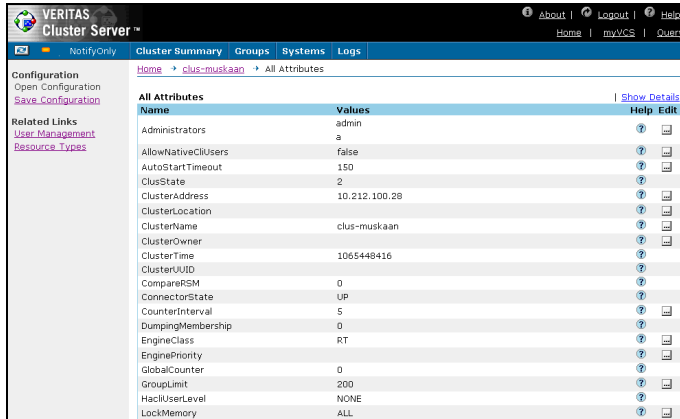 VERITAS
Cluster Server ™
About | Logout | Help
Home | myVCS | Query
NotifyOnly Cluster Summary Groups Systems Logs
Configuration
Open Configuration
Save Configuration
Related Links
User Management
Resource Types
Home → clus-muskaan → All Attributes
All Attributes | Show Details
Name Values Help Edit
Administrators admin
a
AllowNativeCliUsers false
AutoStartTimeout 150
ClusState 2
ClusterAddress 10.212.100.28
ClusterLocation
ClusterName clus-muskaan
ClusterOwner
ClusterTime 1065448416
ClusterUUID
CompareRSM 0
ConnectorState UP
CounterInterval 5
DumpingMembership 0
EngineClass RT
EnginePriority
GlobalCounter 0
GroupLimit 200
HacliUserLevel NONE
LockMemory ALL